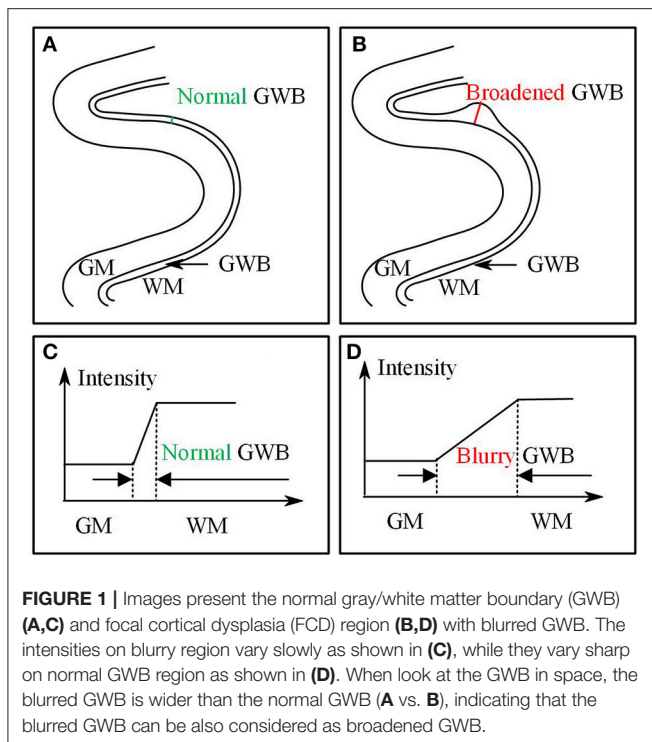 A
Normal GWB
GM
GWB
WM
B
Broadened GWB
GM
GWB
WM
C
Intensity
Normal GWB
GM
WM
D
Intensity
Blurry GWB
GM
WM
FIGURE 1 | Images present the normal gray/white matter boundary (GWB)
(A,C) and focal cortical dysplasia (FCD) region (B,D) with blurred GWB. The
intensities on blurry region vary slowly as shown in (C), while they vary sharp
on normal GWB region as shown in (D). When look at the GWB in space, the
blurred GWB is wider than the normal GWB (A vs. B), indicating that the
blurred GWB can be also considered as broadened GWB.